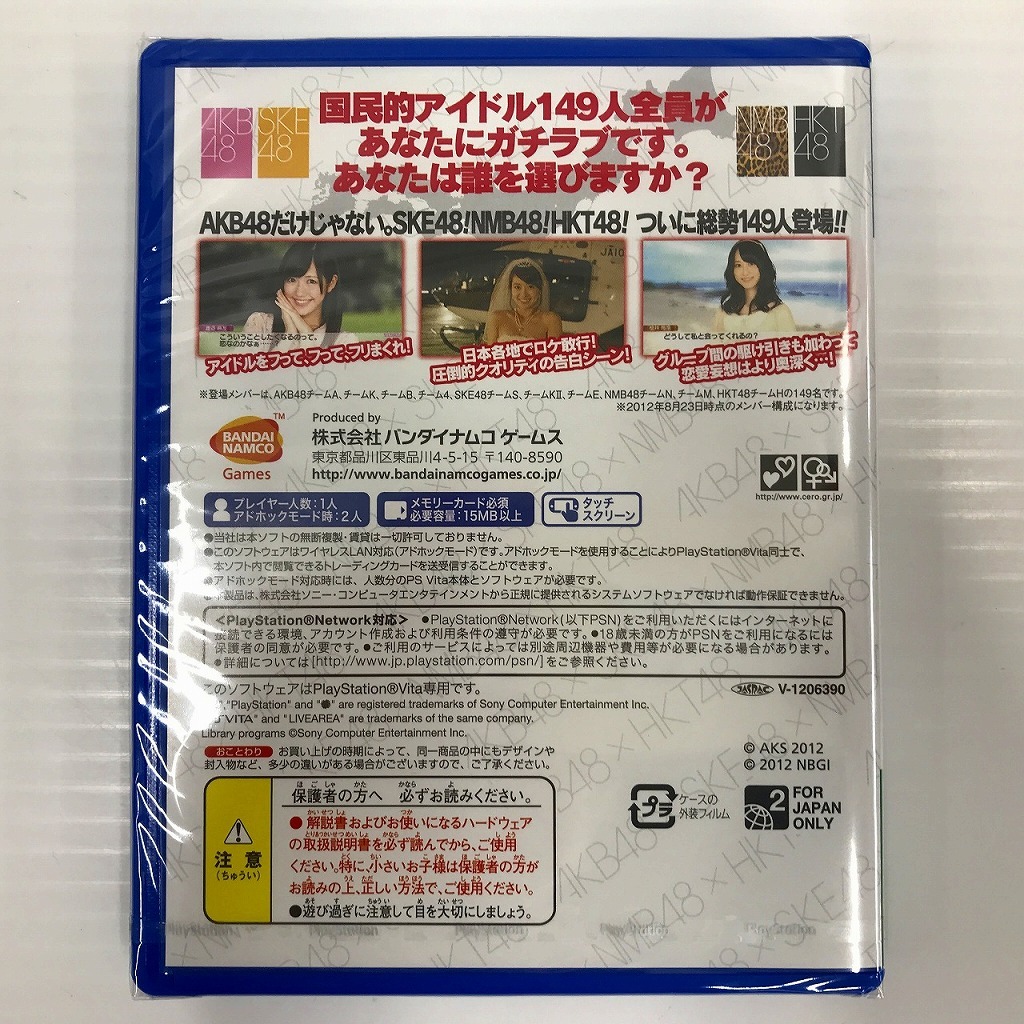 AKB
48
SKE
48
NMB
48
HKT
48
国民的アイドル149人全員が
あなたにガチラブです。
あなたは誰を選びますか？
AKB48だけじゃない。SKE48!NMB48!HKT48! ついに総勢149人登場!!
こういうことしたくなるのって、
恋なのかなぁ……?
JA10
どうして私と会ってくれるの?
アイドルをフって、フって、フリまくれ!
日本各地でロケ敢行!
圧倒的クオリティの告白シーン!
グループ間の駆け引きも加わって
恋愛妄想はより奥深く…!
※登場メンバーは、AKB48チームA、チームK、チームB、チーム4、SKE48チームS、チームKⅡ、チームE、NMB48チームN、チームM、HKT48チームHの149名です。
※2012年8月23日時点のメンバー構成になります。
BANDAI
NAMCO
TM
Games
Produced by
株式会社 バンダイナムコ ゲームス
東京都品川区東品川4-5-15 〒140-8590
http://www.bandainamcogames.co.jp/
http://www.cero.gr.jp/
プレイヤー人数：1人
アドホックモード時：2人
メモリーカード必須
必要容量：15MB以上
タッチ
スクリーン
●当社は本ソフトの無断複製・賃貸は一切許可しておりません。
●このソフトウェアはワイヤレスLAN対応（アドホックモード）です。アドホックモードを使用することによりPlayStation®Vita同士で、
本ソフト内で閲覧できるトレーディングカードを送受信することができます。
●アドホックモード対応時には、人数分のPS Vita本体とソフトウェアが必要です。
本製品は、株式会社ソニー・コンピュータエンタテインメントから正規に提供されるシステムソフトウェアでなければ動作保証できません。
＜PlayStation®Network対応＞ ●PlayStation®Network（以下PSN）をご利用いただくにはインターネットに
接続できる環境、アカウント作成および利用条件の遵守が必要です。●18歳未満の方がPSNをご利用になるには
保護者の同意が必要です。●ご利用のサービスによっては別途周辺機器や費用等が必要になる場合があります。
●詳細については[http://www.jp.playstation.com/psn/]をご参照ください。
このソフトウェアはPlayStation®Vita専用です。
V-1206390
"PlayStation" and " " are registered trademarks of Sony Computer Entertainment Inc.
VITA" and "LIVEAREA" are trademarks of the same company.
Library programs ©Sony Computer Entertainment Inc.
おことわり お買い上げの時期によって、同一商品の中にもデザインや
封入物など、多少の違いがある場合がございますので、ご了承ください。
© AKS 2012
© 2012 NBGI
注意
（ちゅうい）
保護者の方へ 必ずお読みください。
●解説書およびお使いになるハードウェア
の取扱説明書を必ず読んでから、ご使用
ください。特に、小さいお子様は保護者の方が
お読みの上、正しい方法で、ご使用ください。
●遊び過ぎに注意して目を大切にしましょう。
プラ
ケースの
外装フィルム
2
FOR
JAPAN
ONLY
PlayStation PlayStation PlayStation PlayStation